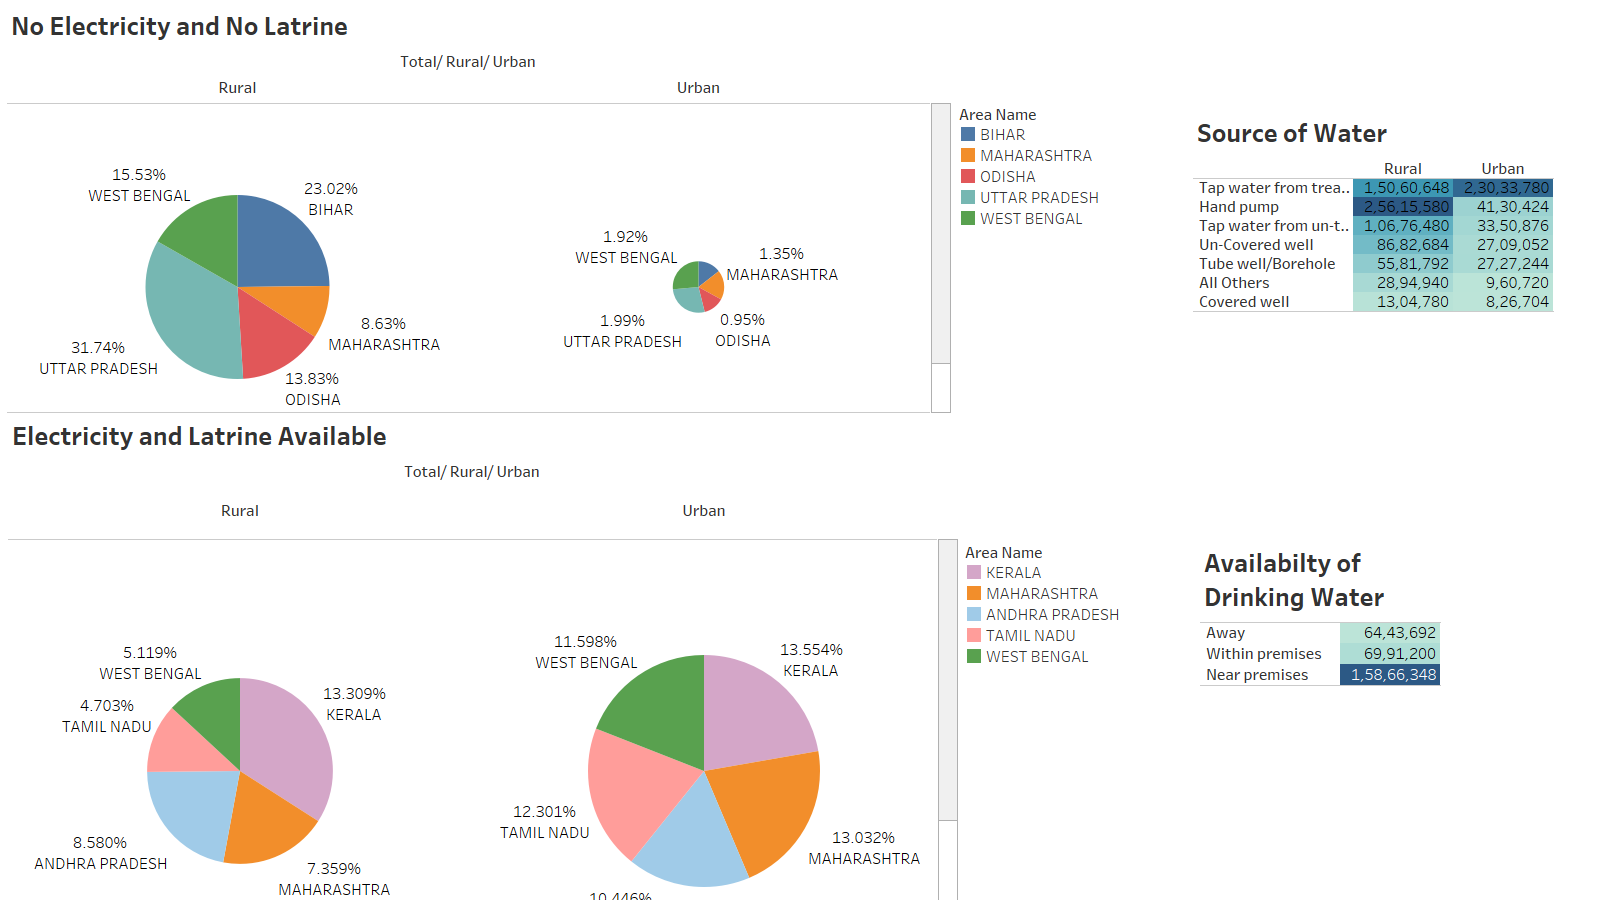 No Electricity and No Latrine
Total/ Rural/ Urban
Rural
Urban
15.53%
WEST BENGAL
23.02%
BIHAR
8.63%
MAHARASHTRA
31.74%
UTTAR PRADESH
13.83%
ODISHA
1.92%
WEST BENGAL
1.35%
MAHARASHTRA
1.99%
UTTAR PRADESH
0.95%
ODISHA
Area Name
BIHAR
MAHARASHTRA
ODISHA
UTTAR PRADESH
WEST BENGAL
Source of Water
Rural Urban
Tap water from trea.. 1,50,60,648 2,30,33,780
Hand pump 2,56,15,580 41,30,424
Tap water from un-t.. 1,06,76,480 33,50,876
Un-Covered well 86,82,684 27,09,052
Tube well/Borehole 55,81,792 27,27,244
All Others 28,94,940 9,60,720
Covered well 13,04,780 8,26,704
Electricity and Latrine Available
Total/ Rural/ Urban
Rural
Urban
5.119%
WEST BENGAL
13.309%
KERALA
4.703%
TAMIL NADU
8.580%
ANDHRA PRADESH
7.359%
MAHARASHTRA
11.598%
WEST BENGAL
13.554%
KERALA
12.301%
TAMIL NADU
13.032%
MAHARASHTRA
10.446%
Area Name
KERALA
MAHARASHTRA
ANDHRA PRADESH
TAMIL NADU
WEST BENGAL
Availabilty of
Drinking Water
Away 64,43,692
Within premises 69,91,200
Near premises 1,58,66,348